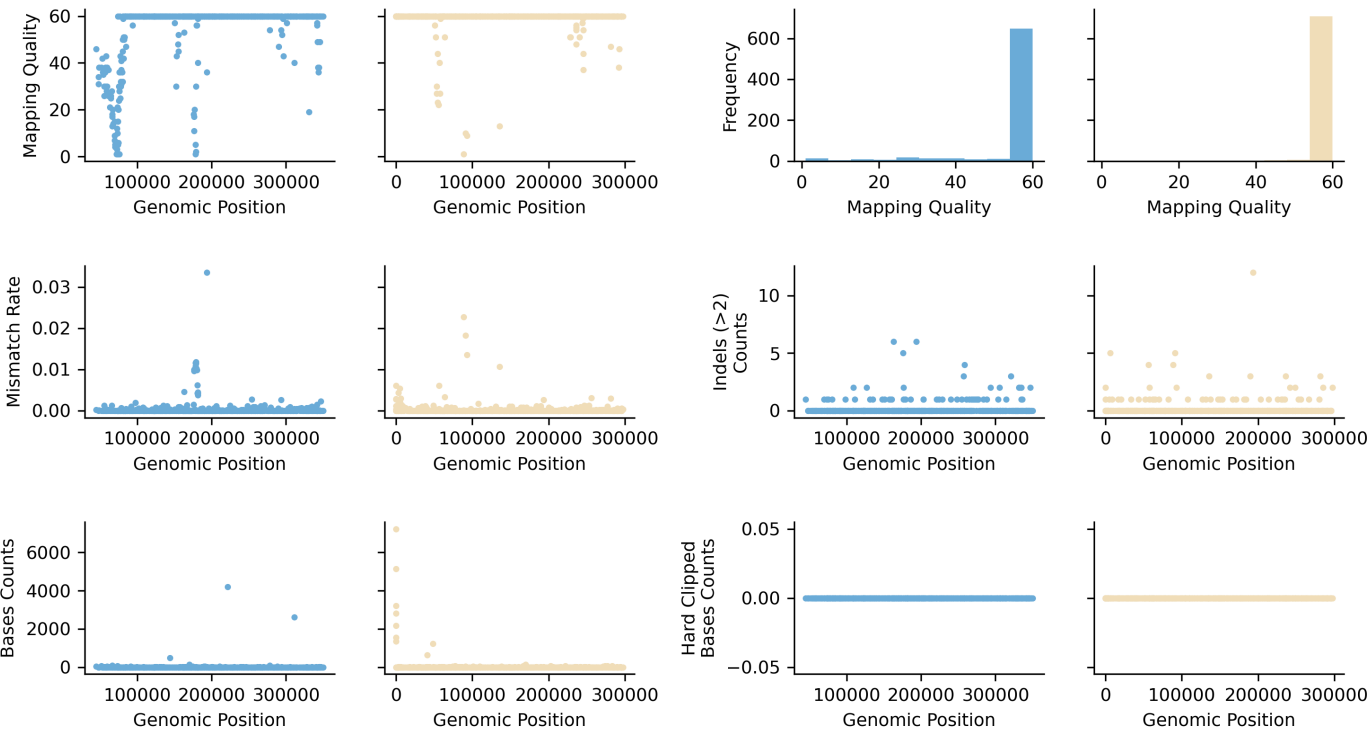 Mapping Quality
60
40
20
0
100000 200000 300000
Genomic Position
0 100000 200000 300000
Genomic Position
Frequency
600
400
200
0
0 20 40 60
Mapping Quality
0 20 40 60
Mapping Quality
Mismatch Rate
0.03
0.02
0.01
0.00
100000 200000 300000
Genomic Position
0 100000 200000 300000
Genomic Position
Indels (>2)
Counts
10
5
0
100000 200000 300000
Genomic Position
0 100000 200000 300000
Genomic Position
Bases Counts
6000
4000
2000
0
100000 200000 300000
Genomic Position
0 100000 200000 300000
Genomic Position
Hard Clipped
Bases Counts
0.05
0.00
−0.05
100000 200000 300000
Genomic Position
0 100000 200000 300000
Genomic Position